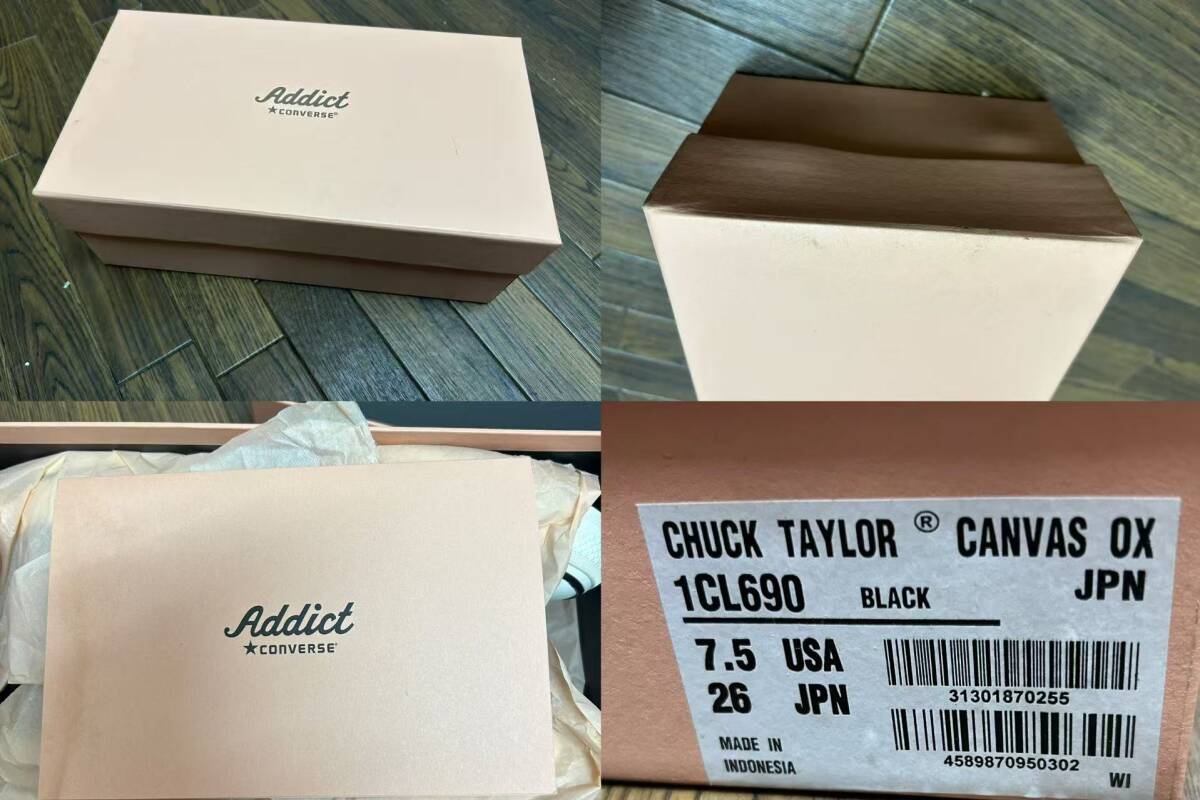 Addict
★CONVERSE®
Addict
★CONVERSE®
CHUCK TAYLOR ® CANVAS OX
1CL690 BLACK JPN
7.5 USA
26 JPN
31301870255
MADE IN
INDONESIA
4589870950302
WI